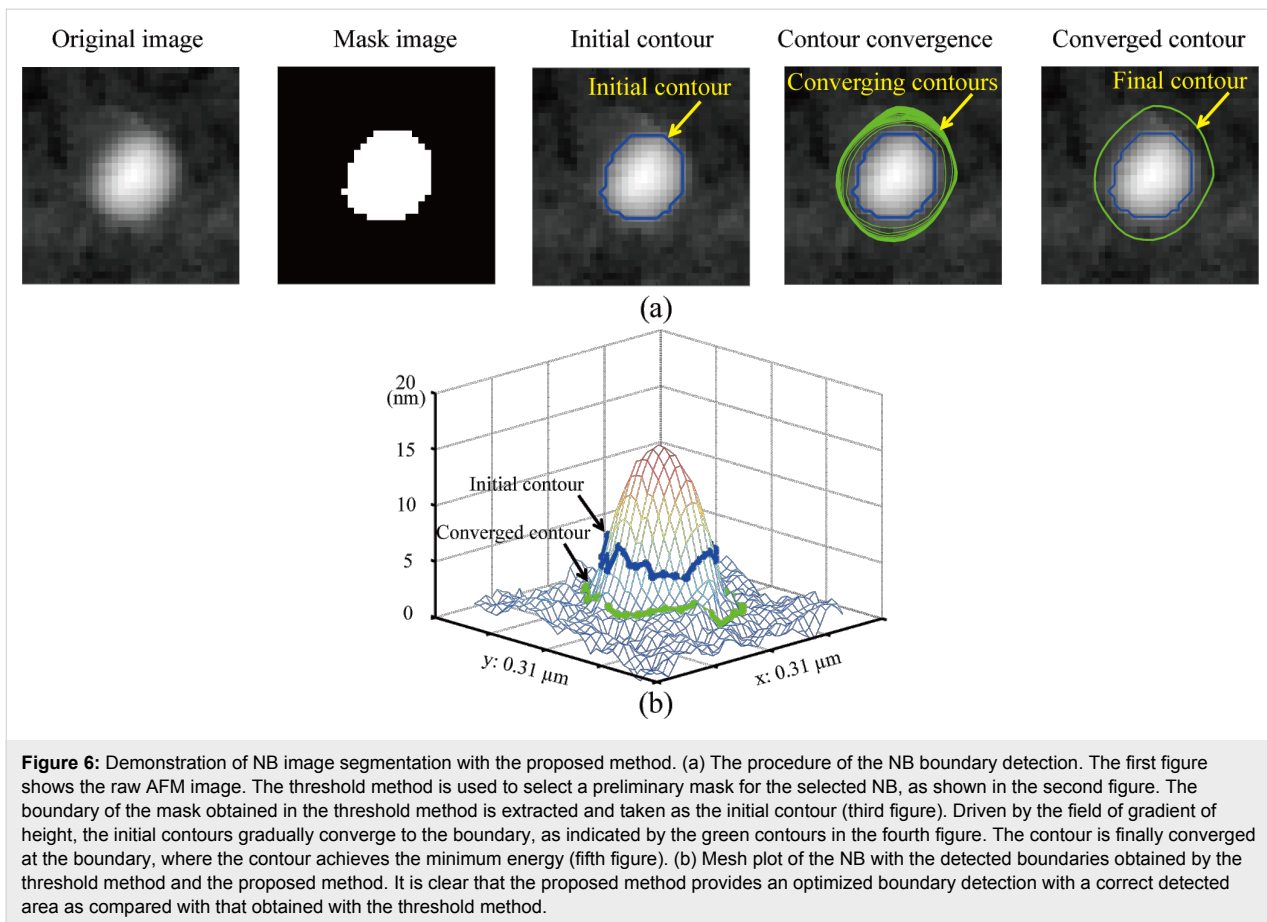 Original image
Mask image
Initial contour
Contour convergence
Converged contour
Initial contour
Converging contours
Final contour
(a)
20
(nm)
15
10
5
0
Initial contour
Converged contour
y: 0.31 μm
x: 0.31 μm
(b)
Figure 6: Demonstration of NB image segmentation with the proposed method. (a) The procedure of the NB boundary detection. The first figure
shows the raw AFM image. The threshold method is used to select a preliminary mask for the selected NB, as shown in the second figure. The
boundary of the mask obtained in the threshold method is extracted and taken as the initial contour (third figure). Driven by the field of gradient of
height, the initial contours gradually converge to the boundary, as indicated by the green contours in the fourth figure. The contour is finally converged
at the boundary, where the contour achieves the minimum energy (fifth figure). (b) Mesh plot of the NB with the detected boundaries obtained by the
threshold method and the proposed method. It is clear that the proposed method provides an optimized boundary detection with a correct detected
area as compared with that obtained with the threshold method.